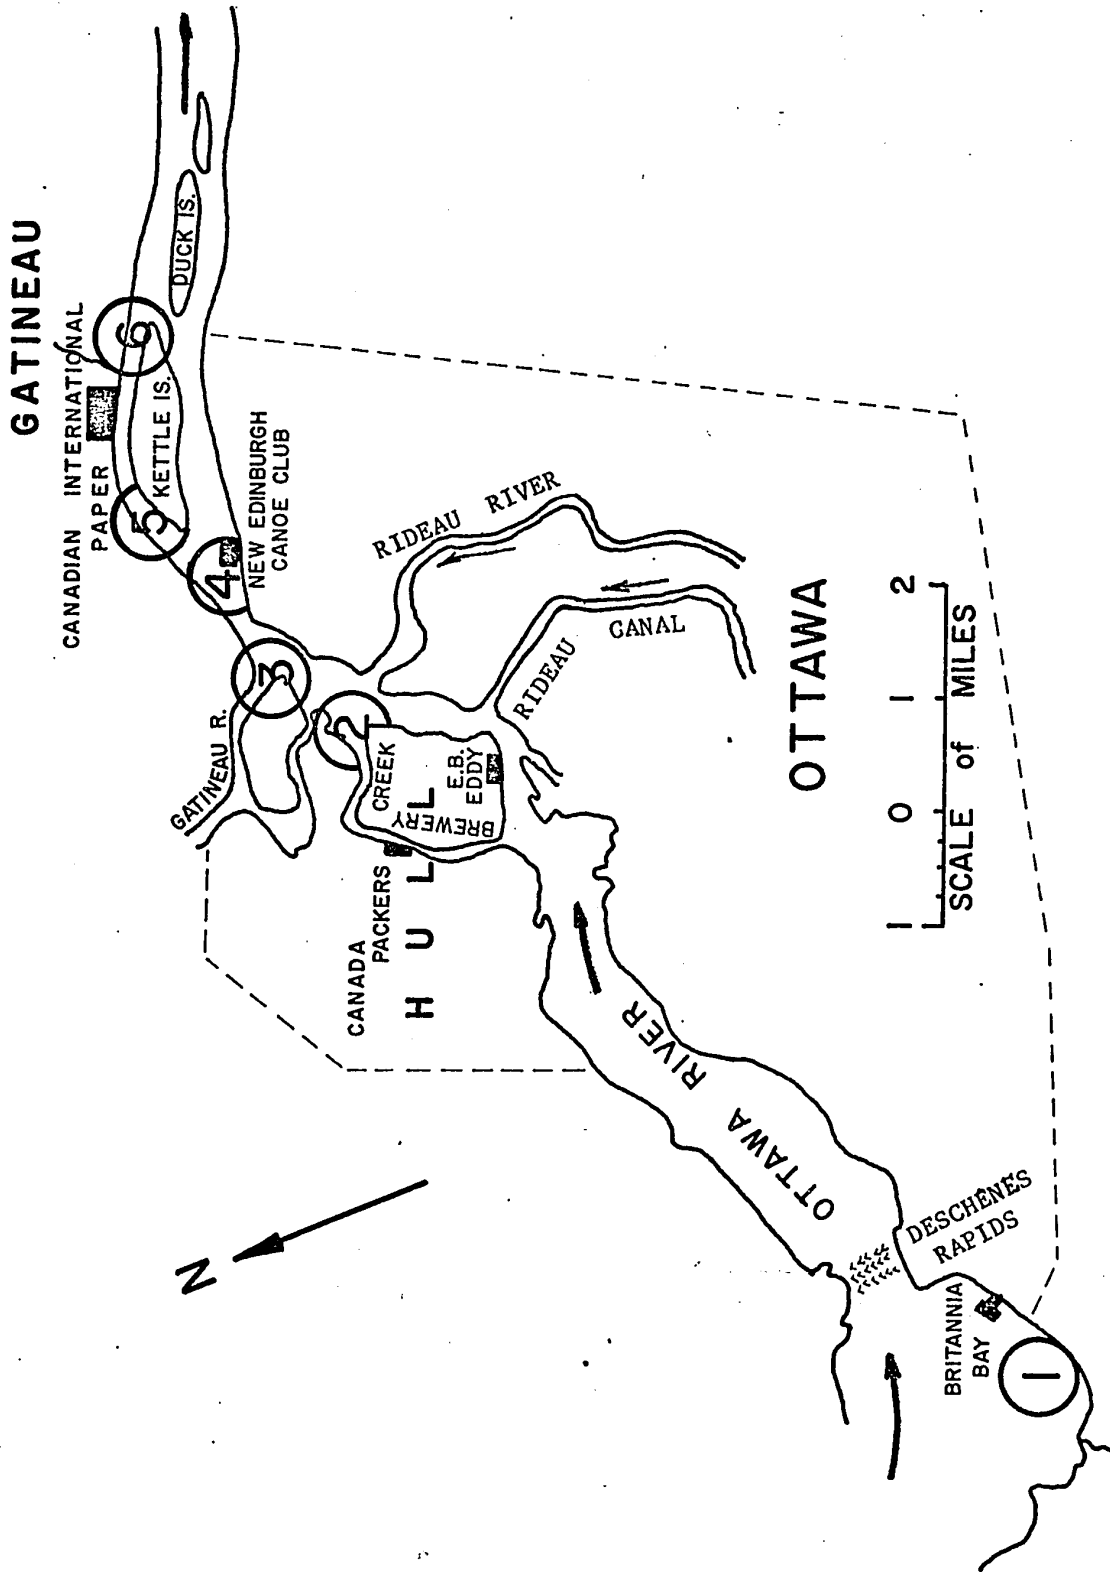 GATINEAU
CANADIAN INTERNATIONAL
PAPER
6
DUCK IS.
KETTLE IS.
5
4
NEW EDINBURGH
CANOE CLUB
3
GATINEAU R.
2
RIDEAU RIVER
RIDEAU
CANAL
BREWERY
CREEK
E.B.
EDDY
CANADA
PACKERS
HULL
OTTAWA
1 0 1 2
SCALE of MILES
OTTAWA RIVER
N
DESCHÊNES
RAPIDS
BRITANNIA
BAY
1